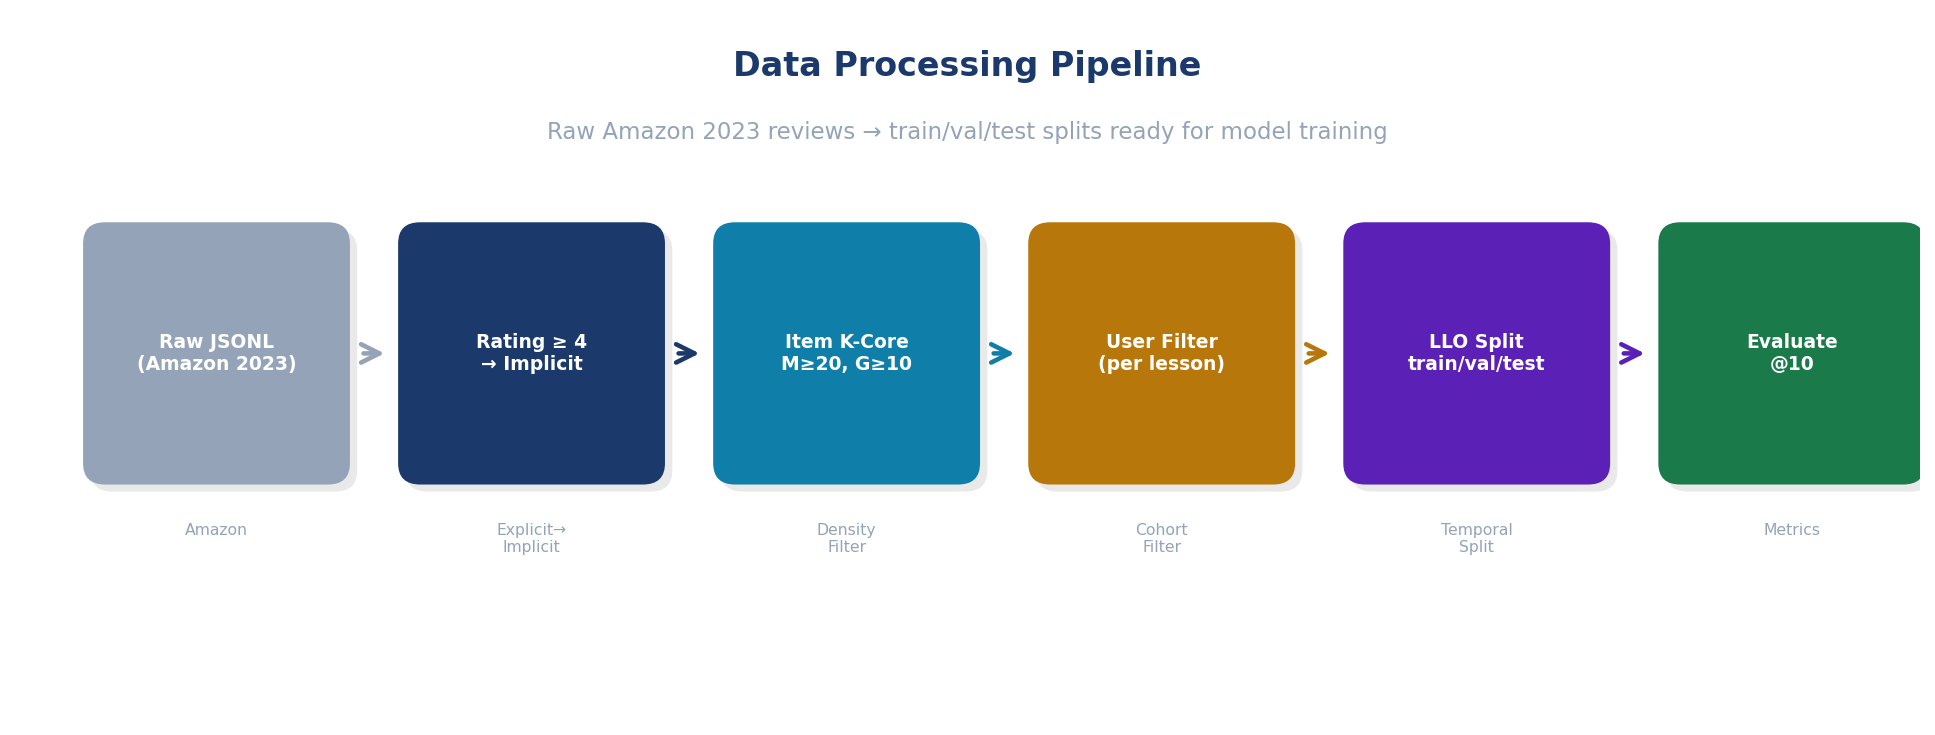 Data Processing Pipeline
Raw Amazon 2023 reviews → train/val/test splits ready for model training
Raw JSONL
(Amazon 2023)
Rating ≥ 4
→ Implicit
Item K-Core
M≥20, G≥10
User Filter
(per lesson)
LLO Split
train/val/test
Evaluate
@10
Amazon
Explicit→
Implicit
Density
Filter
Cohort
Filter
Temporal
Split
Metrics